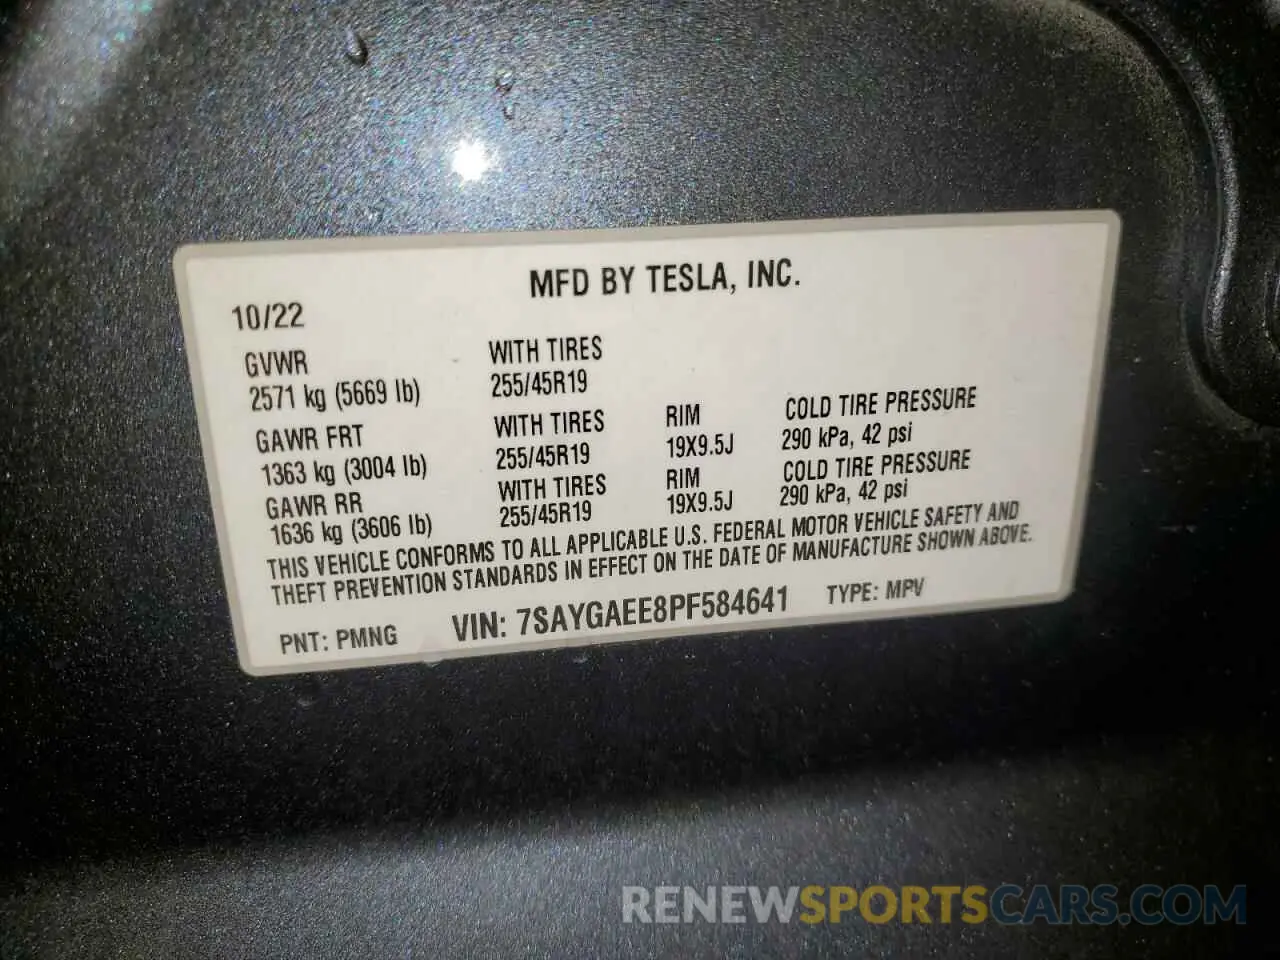 MFD BY TESLA, INC.
10/22
GVWR WITH TIRES
2571 kg (5669 lb) 255/45R19
GAWR FRT WITH TIRES RIM COLD TIRE PRESSURE
1363 kg (3004 lb) 255/45R19 19X9.5J 290 kPa, 42 psi
GAWR RR WITH TIRES RIM COLD TIRE PRESSURE
1636 kg (3606 lb) 255/45R19 19X9.5J 290 kPa, 42 psi
THIS VEHICLE CONFORMS TO ALL APPLICABLE U.S. FEDERAL MOTOR VEHICLE SAFETY AND
THEFT PREVENTION STANDARDS IN EFFECT ON THE DATE OF MANUFACTURE SHOWN ABOVE.
PNT: PMNG VIN: 7SAYGAEE8PF584641 TYPE: MPV
RENEWSPORTSCARS.COM